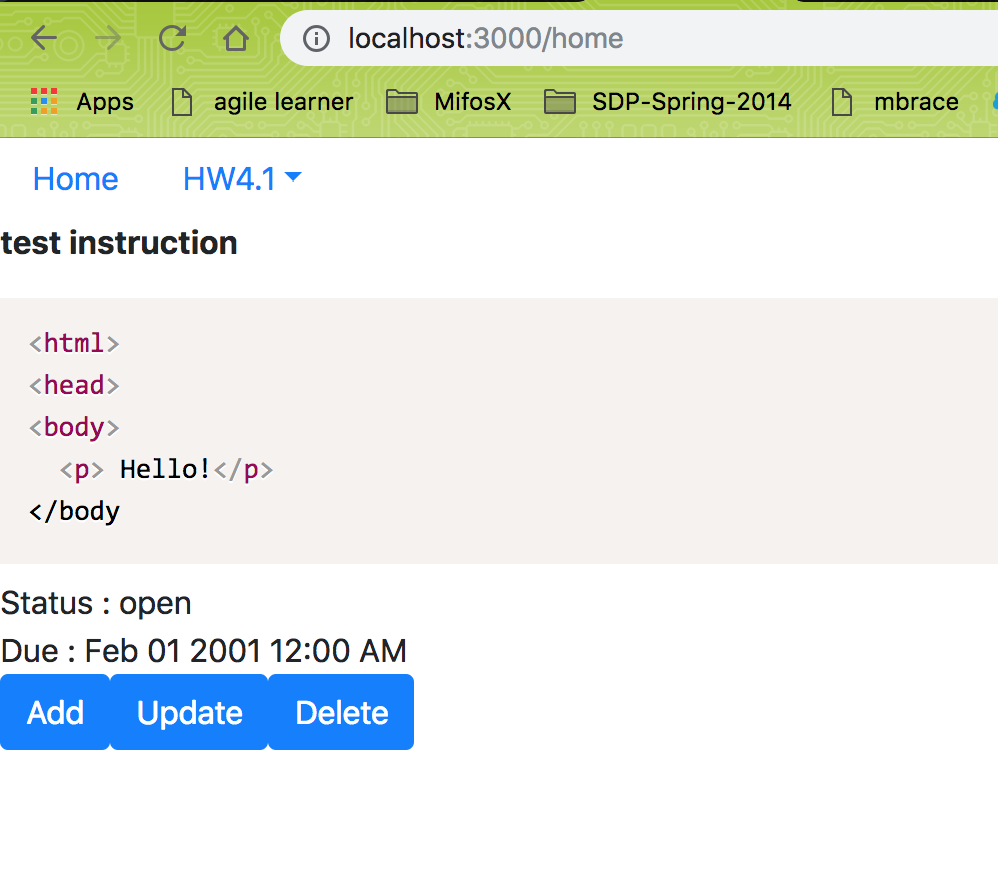 localhost:3000/home
Apps agile learner MifosX SDP-Spring-2014 mbrace
Home HW4.1
test instruction
<html>
<head>
<body>
  <p> Hello!</p>
</body
Status : open
Due : Feb 01 2001 12:00 AM
Add Update Delete